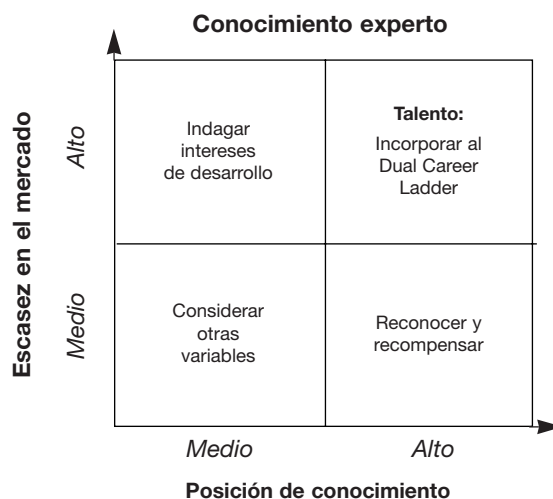 Conocimiento experto
Escasez en el mercado
Alto
Indagar
intereses
de desarrollo
Talento:
Incorporar al
Dual Career
Ladder
Medio
Considerar
otras
variables
Reconocer y
recompensar
Medio
Alto
Posición de conocimiento